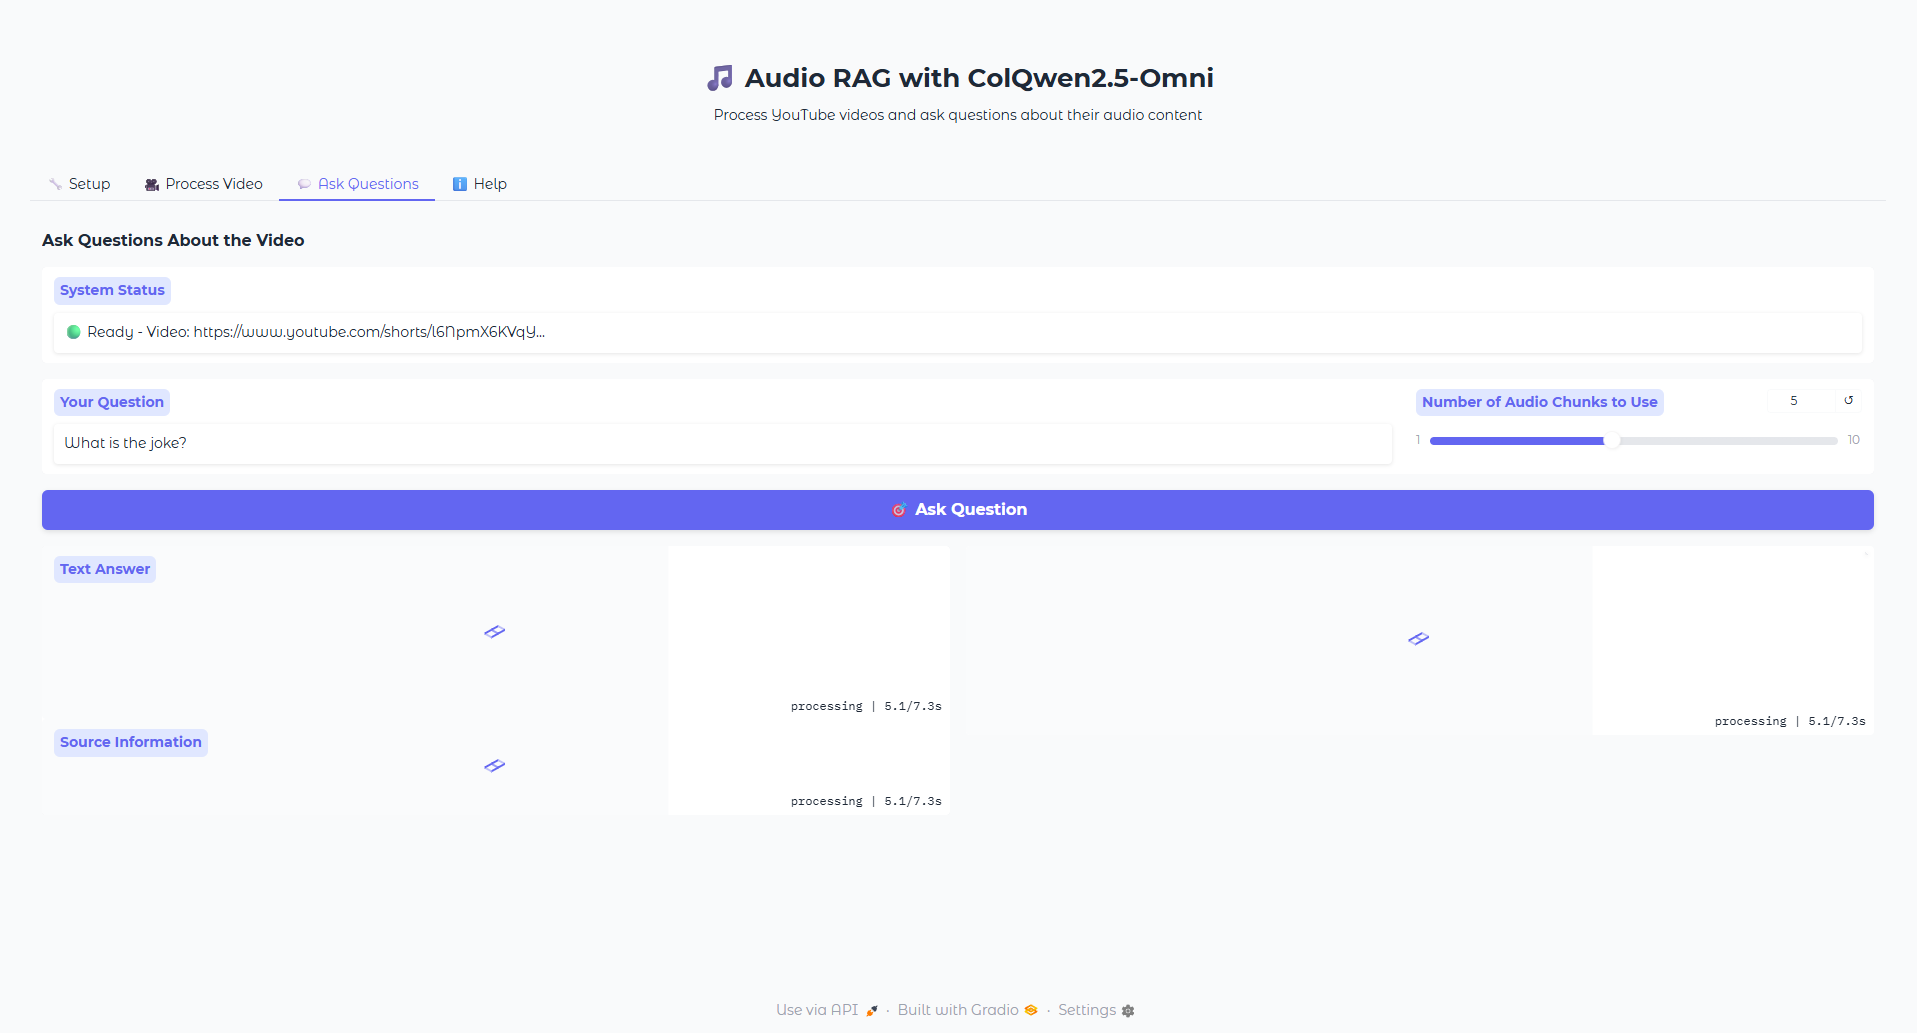 Audio RAG with ColQwen2.5-Omni
Process YouTube videos and ask questions about their audio content
Setup
Process Video
Ask Questions
Help
Ask Questions About the Video
System Status
Ready - Video: https://www.youtube.com/shorts/l6NpmX6KVqY...
Your Question
What is the joke?
Number of Audio Chunks to Use
5
1
10
Ask Question
Text Answer
processing | 5.1/7.3s
processing | 5.1/7.3s
Source Information
processing | 5.1/7.3s
Use via API · Built with Gradio · Settings